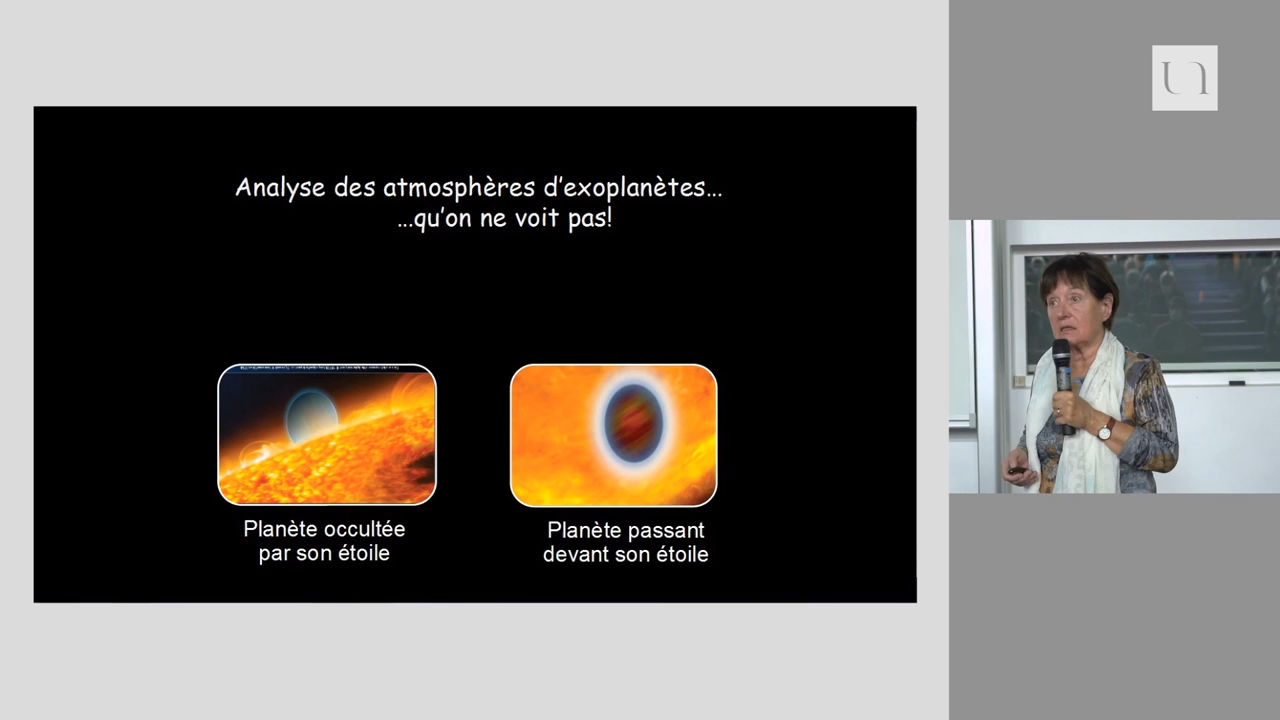 Analyse des atmosphères d'exoplanètes...
...qu'on ne voit pas!
Planète occultée
par son étoile
Planète passant
devant son étoile